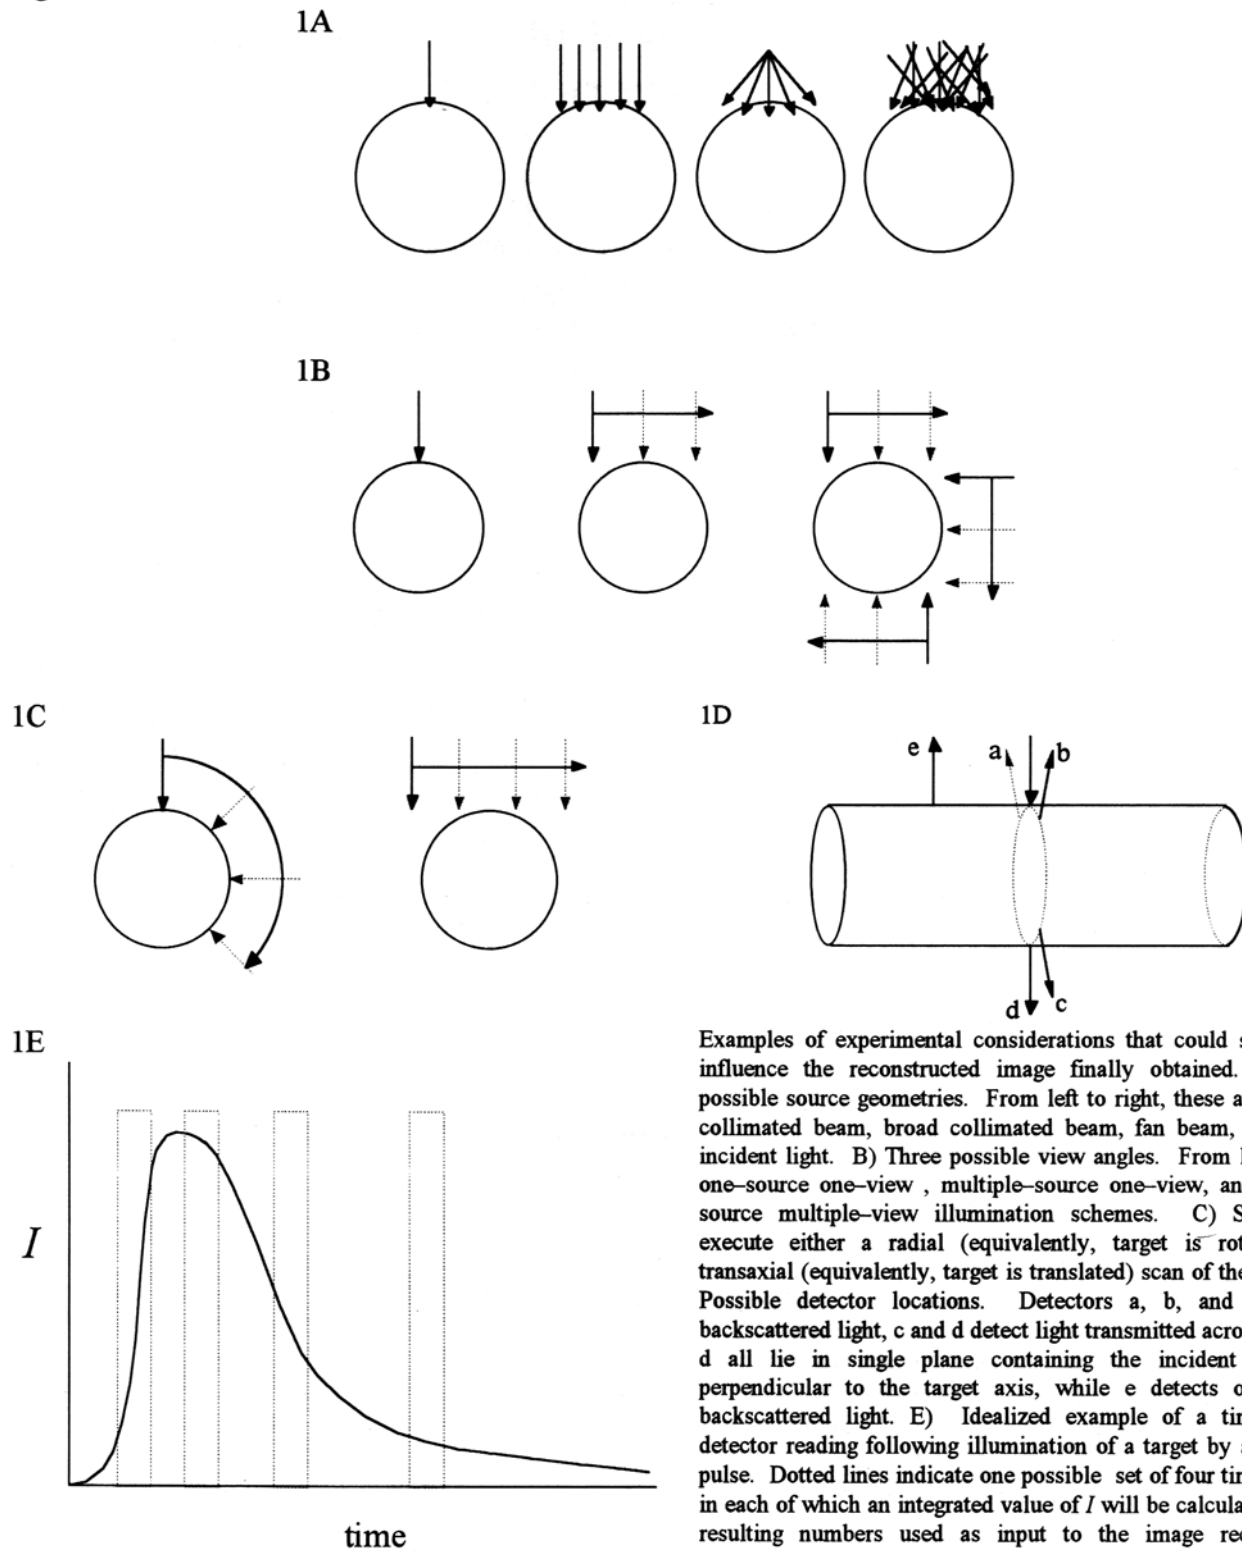 1A
1B
1C
1D
e
a
b
d
c
1E
I
time
Examples of experimental considerations that could
influence the reconstructed image finally obtained.
possible source geometries. From left to right, these
collimated beam, broad collimated beam, fan beam,
incident light. B) Three possible view angles. From
one–source one–view , multiple–source one–view,
source multiple–view illumination schemes. C)
execute either a radial (equivalently, target is
transaxial (equivalently, target is translated) scan of
Possible detector locations. Detectors a, b, and
backscattered light, c and d detect light transmitted
d all lie in single plane containing the incident
perpendicular to the target axis, while e detects
backscattered light. E) Idealized example of a
detector reading following illumination of a target by
pulse. Dotted lines indicate one possible set of four
in each of which an integrated value of I will be
resulting numbers used as input to the image